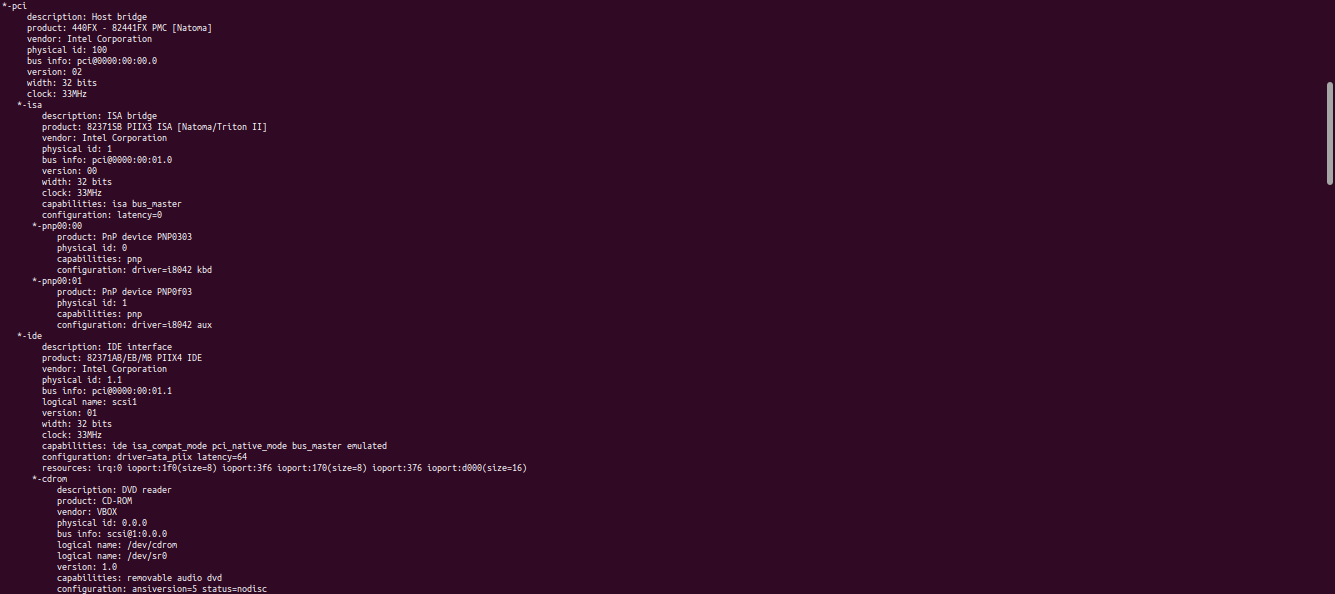 *-pci
description: Host bridge
product: 440FX - 82441FX PMC [Natoma]
vendor: Intel Corporation
physical id: 100
bus info: pci@0000:00:00.0
version: 02
width: 32 bits
clock: 33MHz
*-isa
description: ISA bridge
product: 82371SB PIIX3 ISA [Natoma/Triton II]
vendor: Intel Corporation
physical id: 1
bus info: pci@0000:00:01.0
version: 00
width: 32 bits
clock: 33MHz
capabilities: isa bus_master
configuration: latency=0
*-pnp00:00
product: PnP device PNP0303
physical id: 0
capabilities: pnp
configuration: driver=i8042 kbd
*-pnp00:01
product: PnP device PNP0f03
physical id: 1
capabilities: pnp
configuration: driver=i8042 aux
*-ide
description: IDE interface
product: 82371AB/EB/MB PIIX4 IDE
vendor: Intel Corporation
physical id: 1.1
bus info: pci@0000:00:01.1
logical name: scsi1
version: 01
width: 32 bits
clock: 33MHz
capabilities: ide isa_compat_mode pci_native_mode bus_master emulated
configuration: driver=ata_piix latency=64
resources: irq:0 ioport:1f0(size=8) ioport:3f6 ioport:170(size=8) ioport:376 ioport:d000(size=16)
*-cdrom
description: DVD reader
product: CD-ROM
vendor: VBOX
physical id: 0.0.0
bus info: scsi@1:0.0.0
logical name: /dev/cdrom
logical name: /dev/sr0
version: 1.0
capabilities: removable audio dvd
configuration: ansiversion=5 status=nodisc